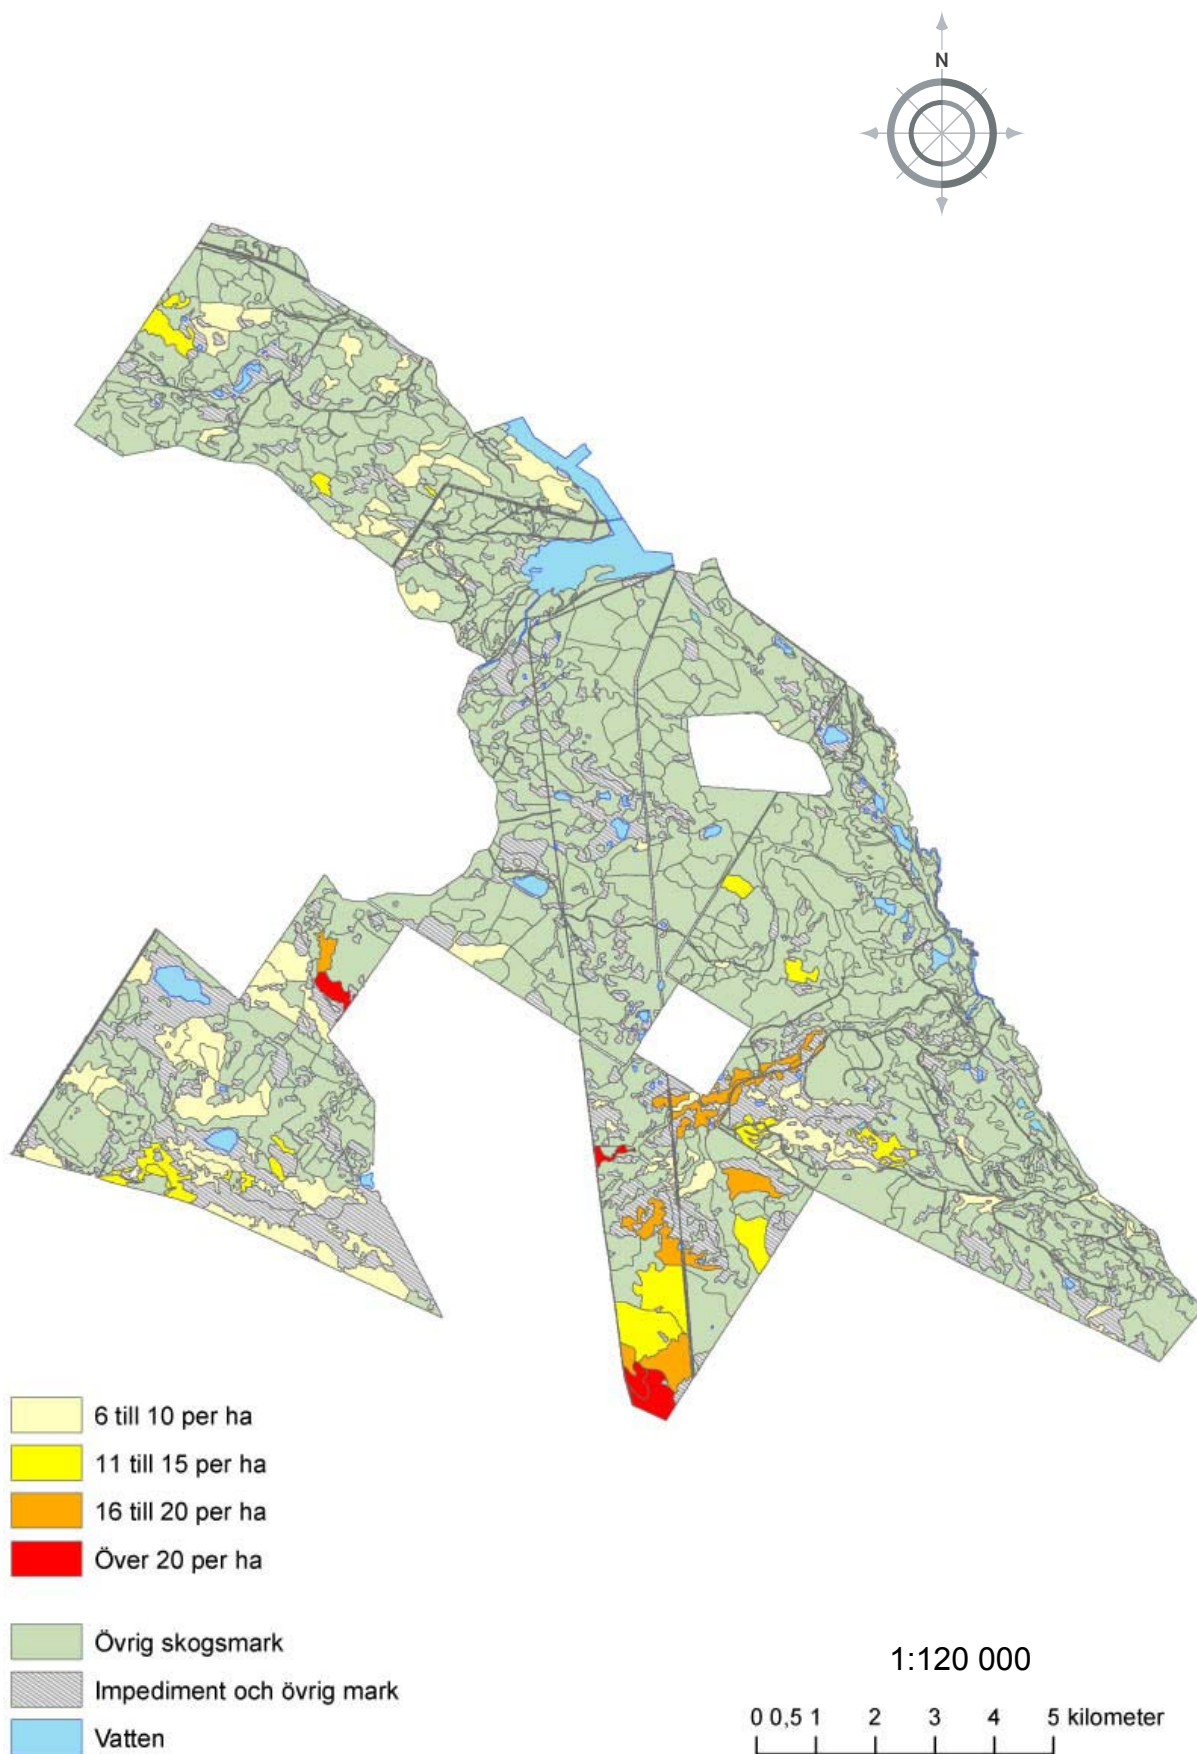 N
6 till 10 per ha
11 till 15 per ha
16 till 20 per ha
Över 20 per ha
Övrig skogsmark
Impediment och övrig mark
Vatten
1:120 000
0 0,5 1 2 3 4 5 kilometer